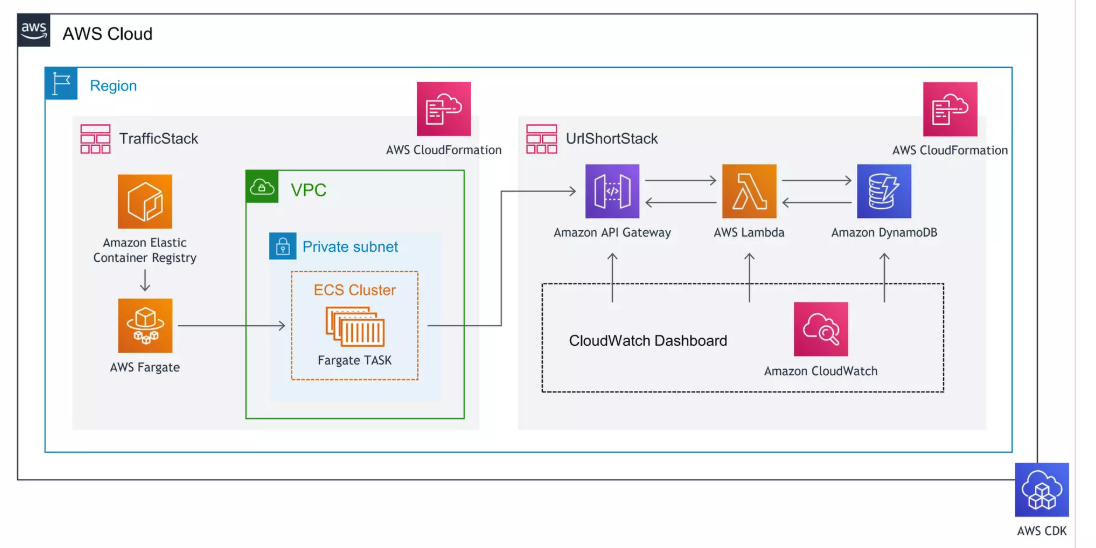 aws
AWS Cloud
Region
TrafficStack
AWS CloudFormation
Amazon Elastic
Container Registry
AWS Fargate
VPC
Private subnet
ECS Cluster
Fargate TASK
UrlShortStack
AWS CloudFormation
Amazon API Gateway
AWS Lambda
Amazon DynamoDB
CloudWatch Dashboard
Amazon CloudWatch
AWS CDK